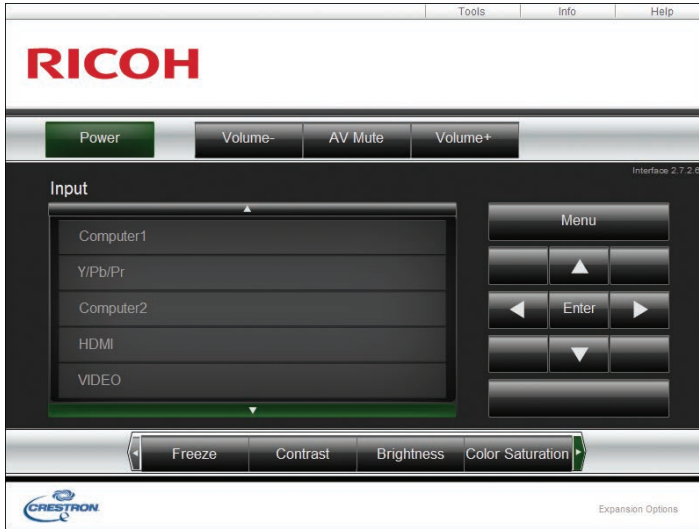 Tools Info Help
RICOH
Power Volume- AV Mute Volume+
Interface 2.7.2.6
Input
Computer1
Y/Pb/Pr
Computer2
HDMI
VIDEO
Menu
Enter
Freeze Contrast Brightness Color Saturation
CRESTRON
Expansion Options